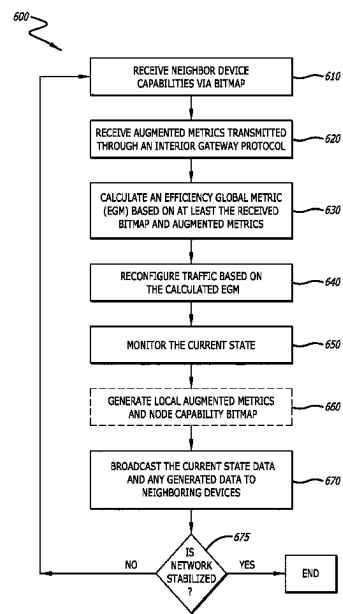 600
RECEIVE NEIGHBOR DEVICE
CAPABILITIES VIA BITMAP
610
RECEIVE AUGMENTED METRICS TRANSMITTED
THROUGH AN INTERIOR GATEWAY PROTOCOL
620
CALCULATE AN EFFICIENCY GLOBAL METRIC
(EGM) BASED ON AT LEAST THE RECEIVED
BITMAP AND AUGMENTED METRICS
630
RECONFIGURE TRAFFIC BASED ON
THE CALCULATED EGM
640
MONITOR THE CURRENT STATE
650
GENERATE LOCAL AUGMENTED METRICS
AND NODE CAPABILITY BITMAP
660
BROADCAST THE CURRENT STATE DATA
AND ANY GENERATED DATA TO
NEIGHBORING DEVICES
670
675
IS
NETWORK
STABILIZED
?
NO
YES
END